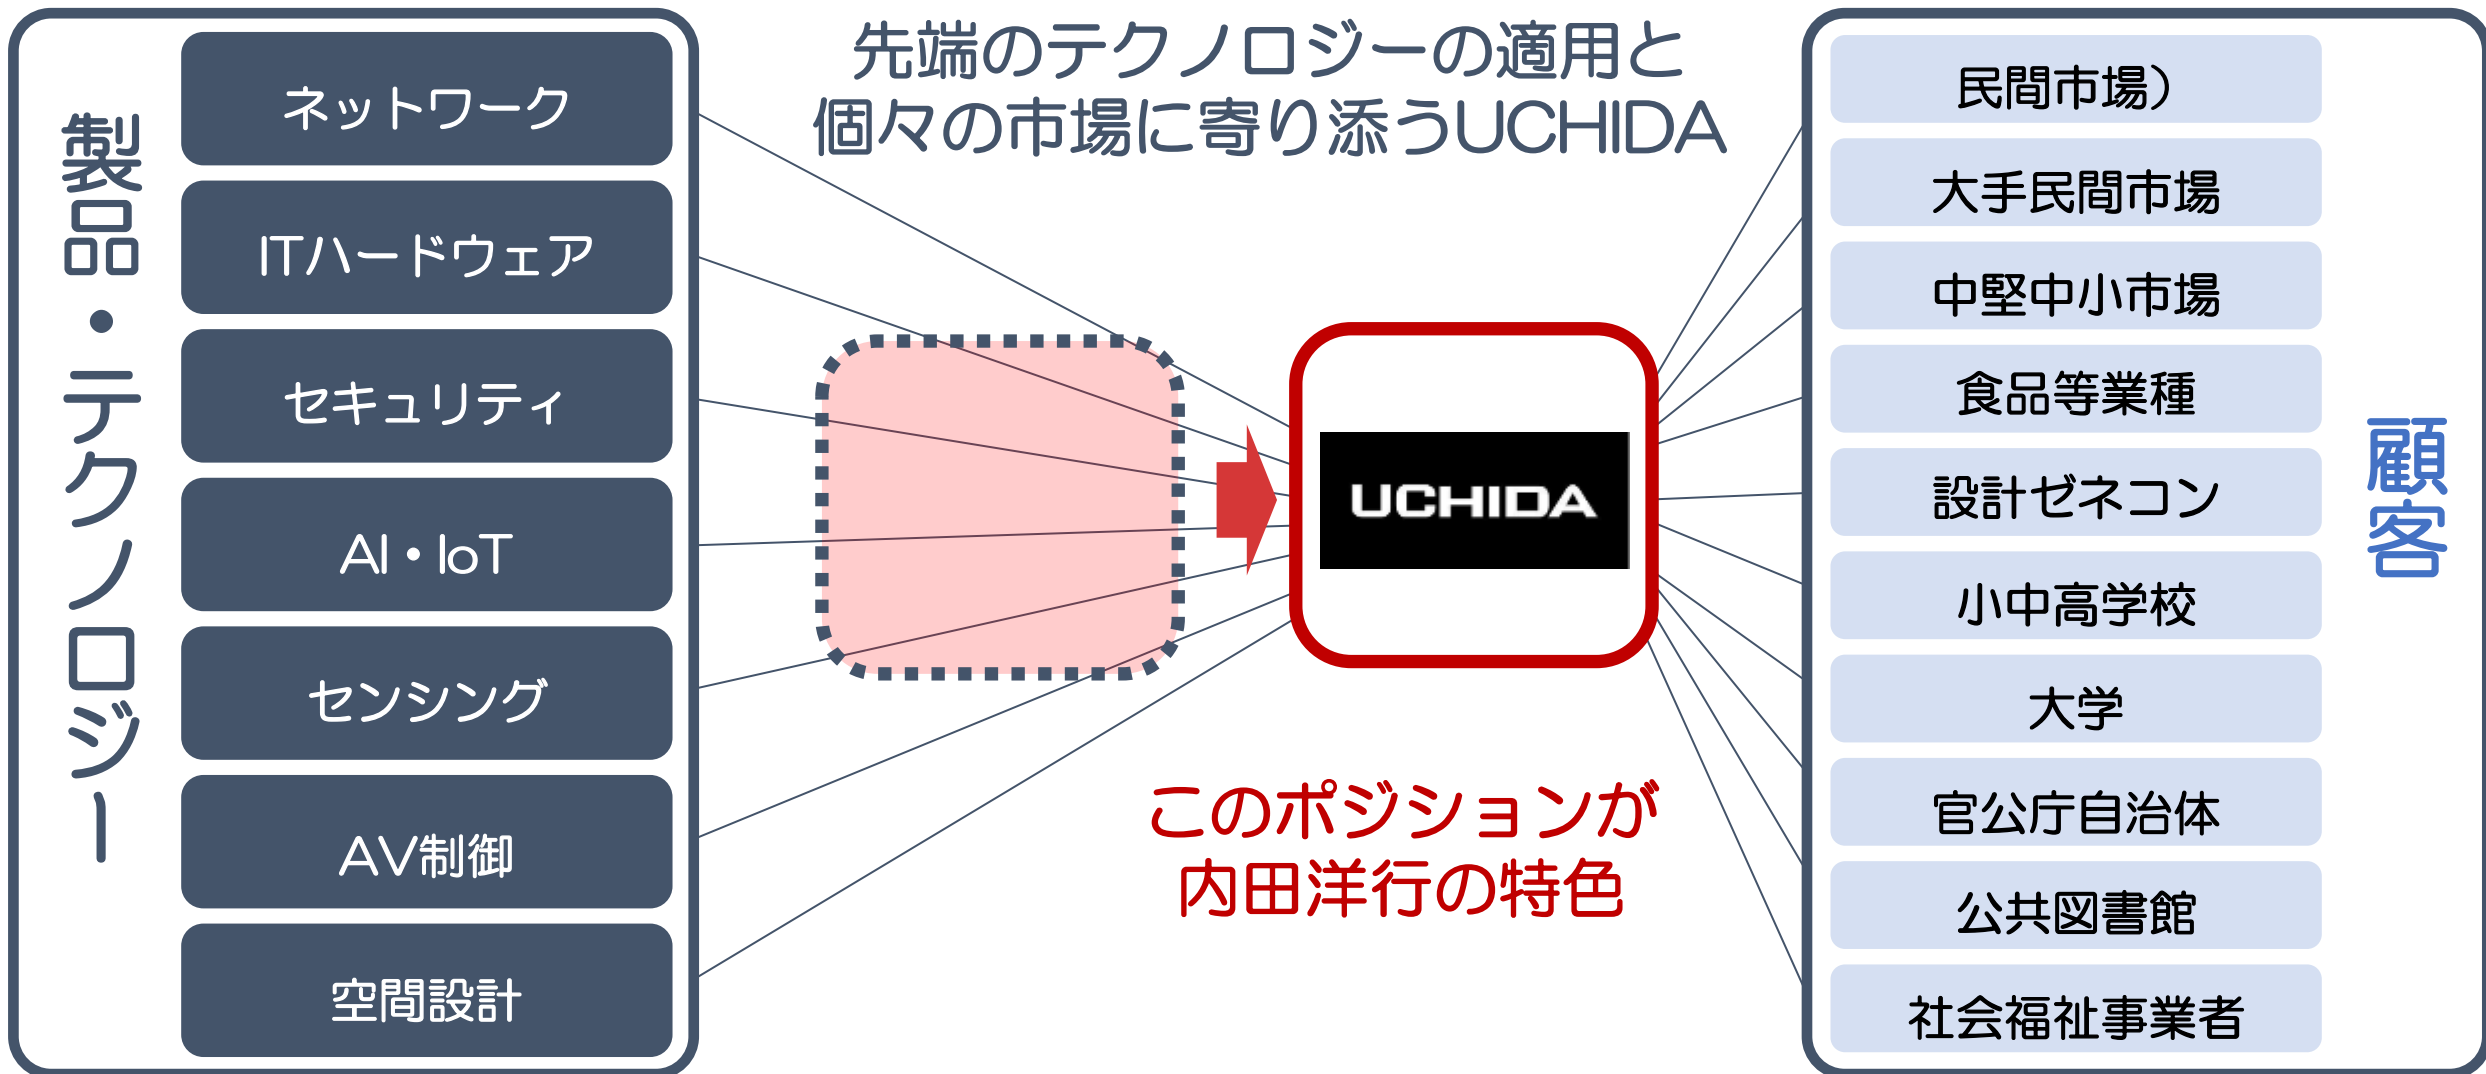 製品・テクノロジー
ネットワーク
ITハードウェア
セキュリティ
AI・IoT
センシング
AV制御
空間設計
先端のテクノロジーの適用と
個々の市場に寄り添うUCHIDA
UCHIDA
このポジションが
内田洋行の特色
民間市場）
大手民間市場
中堅中小市場
食品等業種
設計ゼネコン
小中高学校
大学
官公庁自治体
公共図書館
社会福祉事業者
顧客